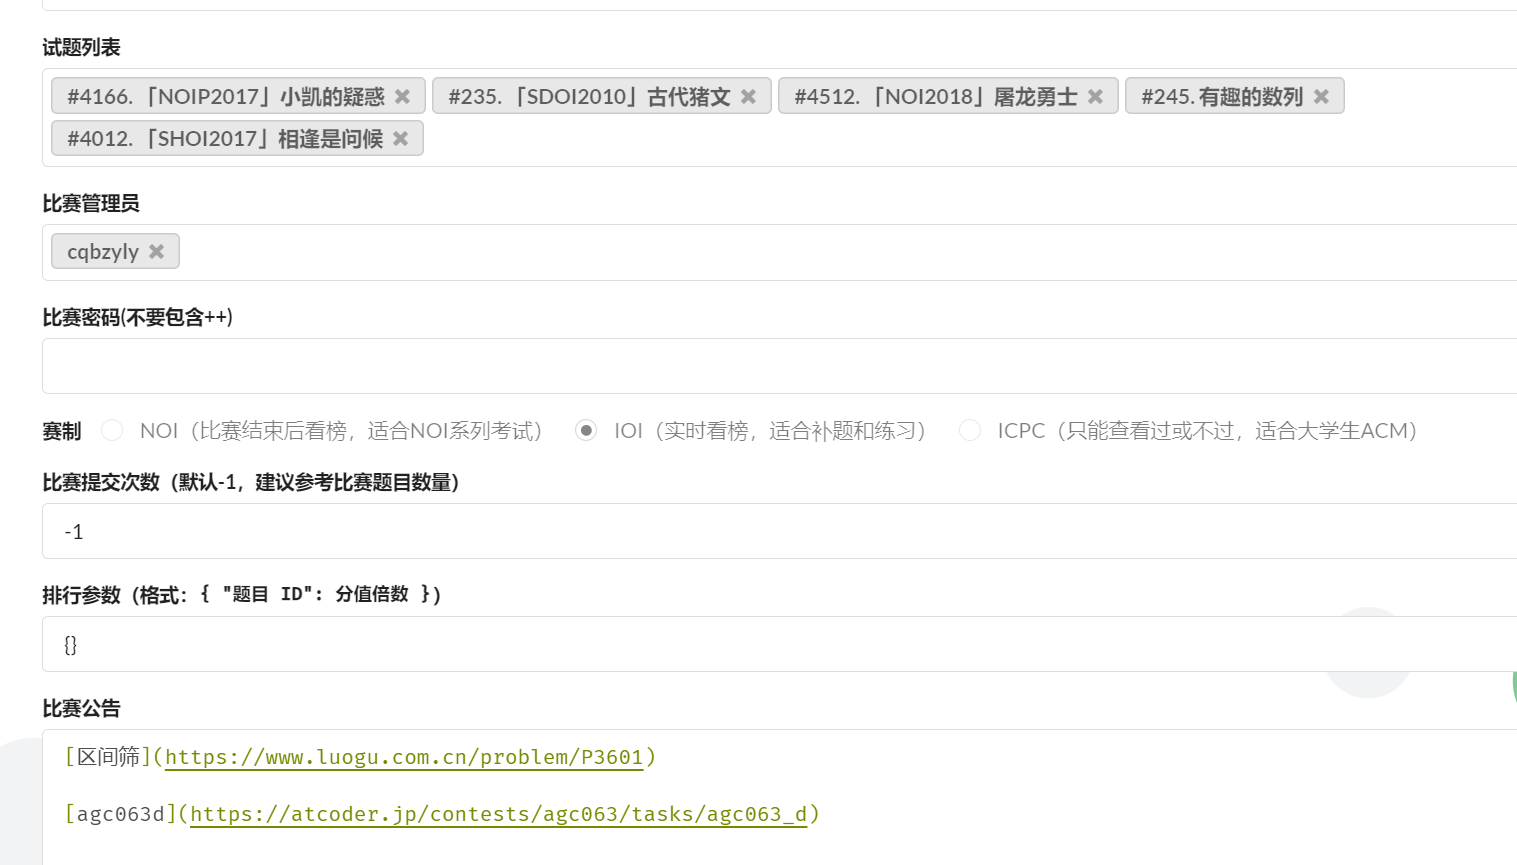 试题列表
#4166.「NOIP2017」小凯的疑惑 ✖ #235.「SDOI2010」古代猪文 ✖ #4512.「NOI2018」屠龙勇士 ✖ #245. 有趣的数列 ✖
#4012.「SHOI2017」相逢是问候 ✖
比赛管理员
cqbzyly ✖
比赛密码(不要包含++)
赛制 NOI（比赛结束后看榜，适合NOI系列考试） IOI（实时看榜，适合补题和练习） ICPC（只能查看过或不过，适合大学生ACM）
比赛提交次数（默认-1，建议参考比赛题目数量）
-1
排行参数（格式：{ "题目 ID": 分值倍数 }）
{}
比赛公告
[区间筛](https://www.luogu.com.cn/problem/P3601)
[agc063d](https://atcoder.jp/contests/agc063/tasks/agc063_d)